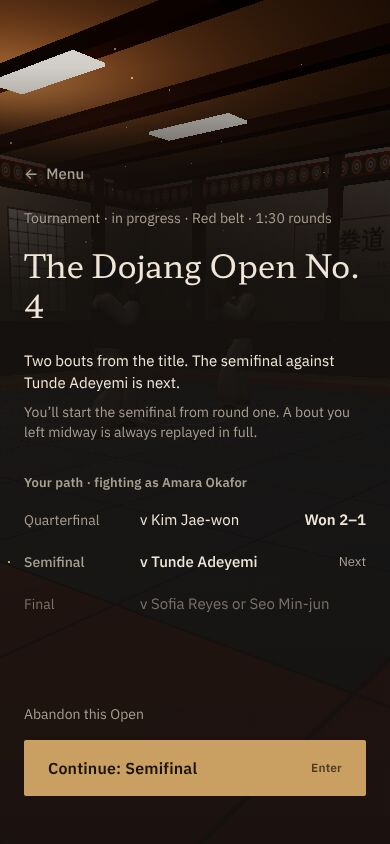 ← Menu
Tournament · in progress · Red belt · 1:30 rounds
跆拳道
The Dojang Open No.
4
Two bouts from the title. The semifinal against
Tunde Adeyemi is next.
You’ll start the semifinal from round one. A bout you
left midway is always replayed in full.
Your path · fighting as Amara Okafor
Quarterfinal v Kim Jae-won Won 2–1
Semifinal v Tunde Adeyemi Next
Final v Sofia Reyes or Seo Min-jun
Abandon this Open
Continue: Semifinal Enter